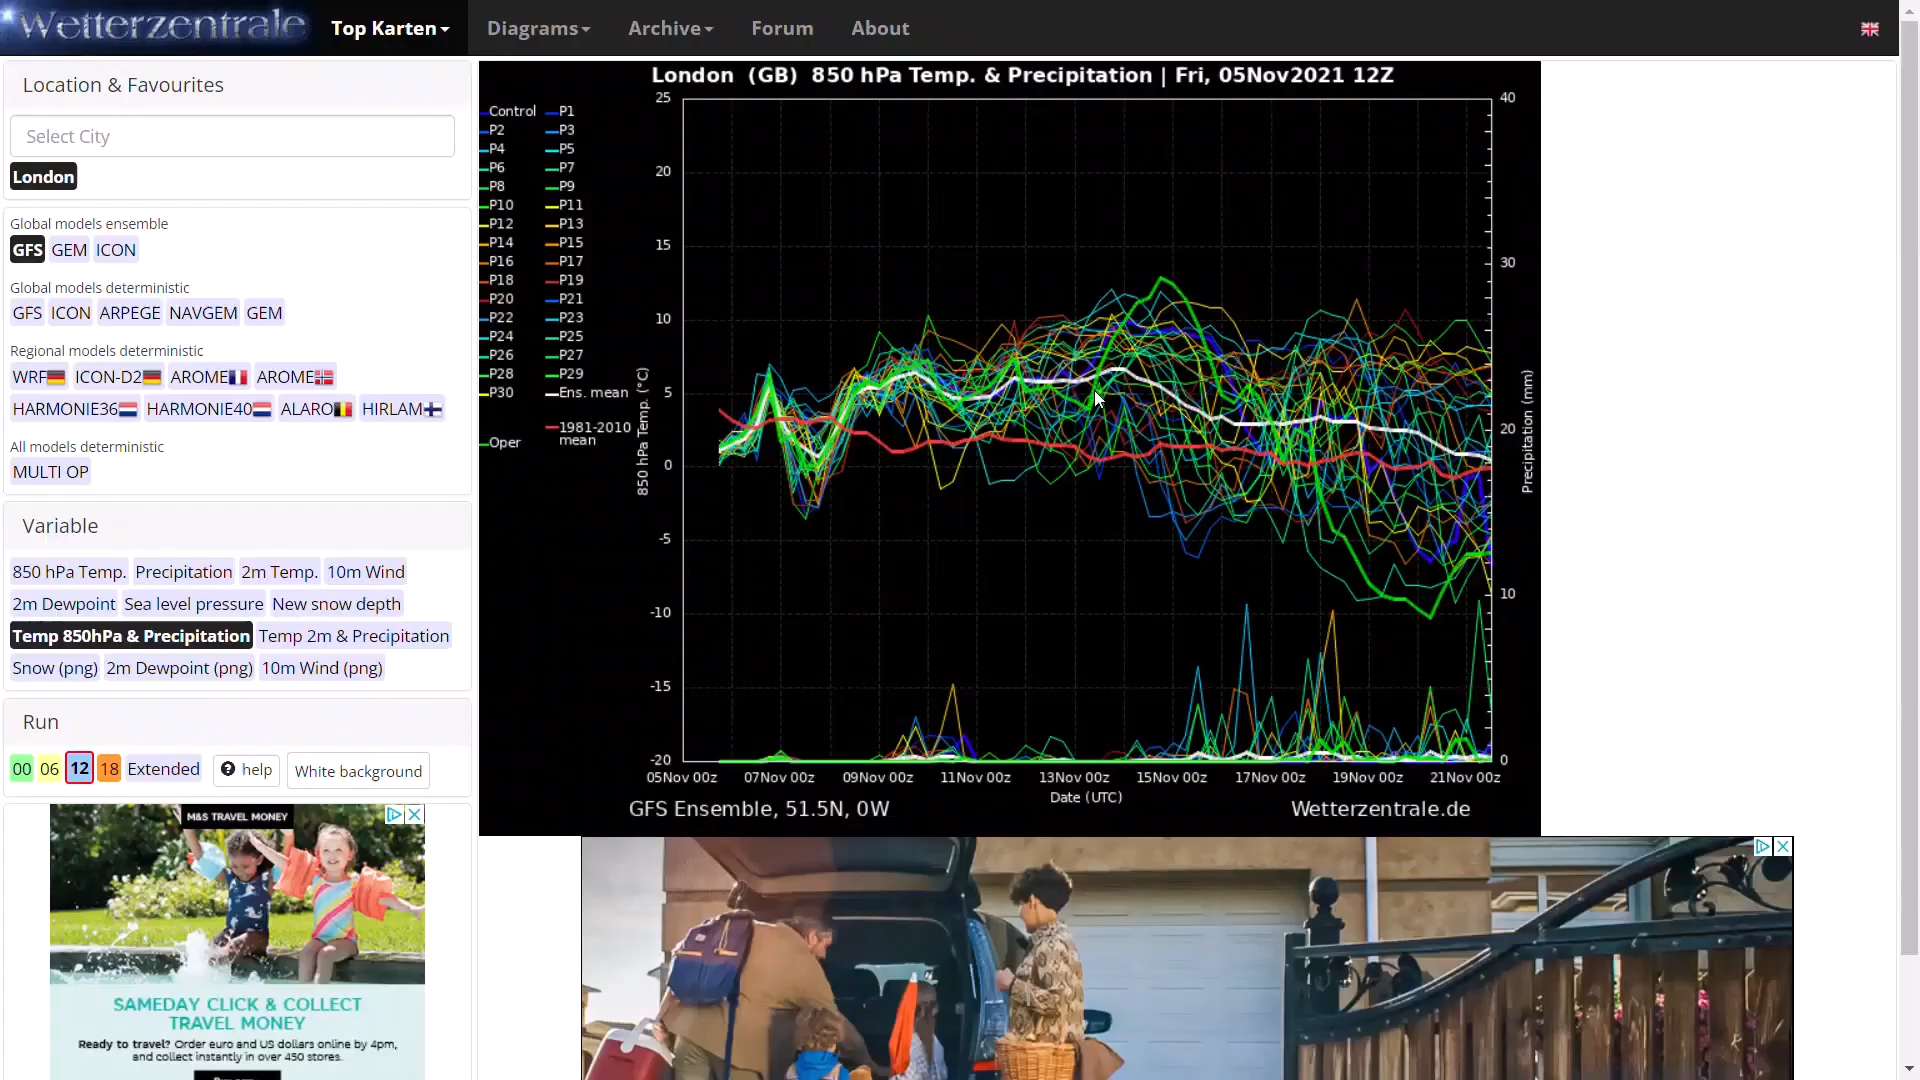 Wetterzentrale
Top Karten
Diagrams
Archive
Forum
About
Location & Favourites
Select City
London
Global models ensemble
GFS GEM ICON
Global models deterministic
GFS ICON ARPEGE NAVGEM GEM
Regional models deterministic
WRF ICON-D2 AROME AROME
HARMONIE36 HARMONIE40 ALARO HIRLAM
All models deterministic
MULTI OP
Variable
850 hPa Temp. Precipitation 2m Temp. 10m Wind
2m Dewpoint Sea level pressure New snow depth
Temp 850hPa & Precipitation Temp 2m & Precipitation
Snow (png) 2m Dewpoint (png) 10m Wind (png)
Run
00 06 12 18 Extended help White background
M&S TRAVEL MONEY
SAMEDAY CLICK & COLLECT
TRAVEL MONEY
Ready to travel? Order euro and US dollars online by 4pm,
and collect instantly in over 450 stores.
London (GB) 850 hPa Temp. & Precipitation | Fri, 05Nov2021 12Z
Control P1
P2 P3
P4 P5
P6 P7
P8 P9
P10 P11
P12 P13
P14 P15
P16 P17
P18 P19
P20 P21
P22 P23
P24 P25
P26 P27
P28 P29
P30 Ens. mean
1981-2010
mean
Oper
850 hPa Temp. (°C)
25
20
15
10
5
0
-5
-10
-15
-20
40
30
20
10
0
Precipitation (mm)
05Nov 00z 07Nov 00z 09Nov 00z 11Nov 00z 13Nov 00z 15Nov 00z 17Nov 00z 19Nov 00z 21Nov 00z
Date (UTC)
GFS Ensemble, 51.5N, 0W
Wetterzentrale.de